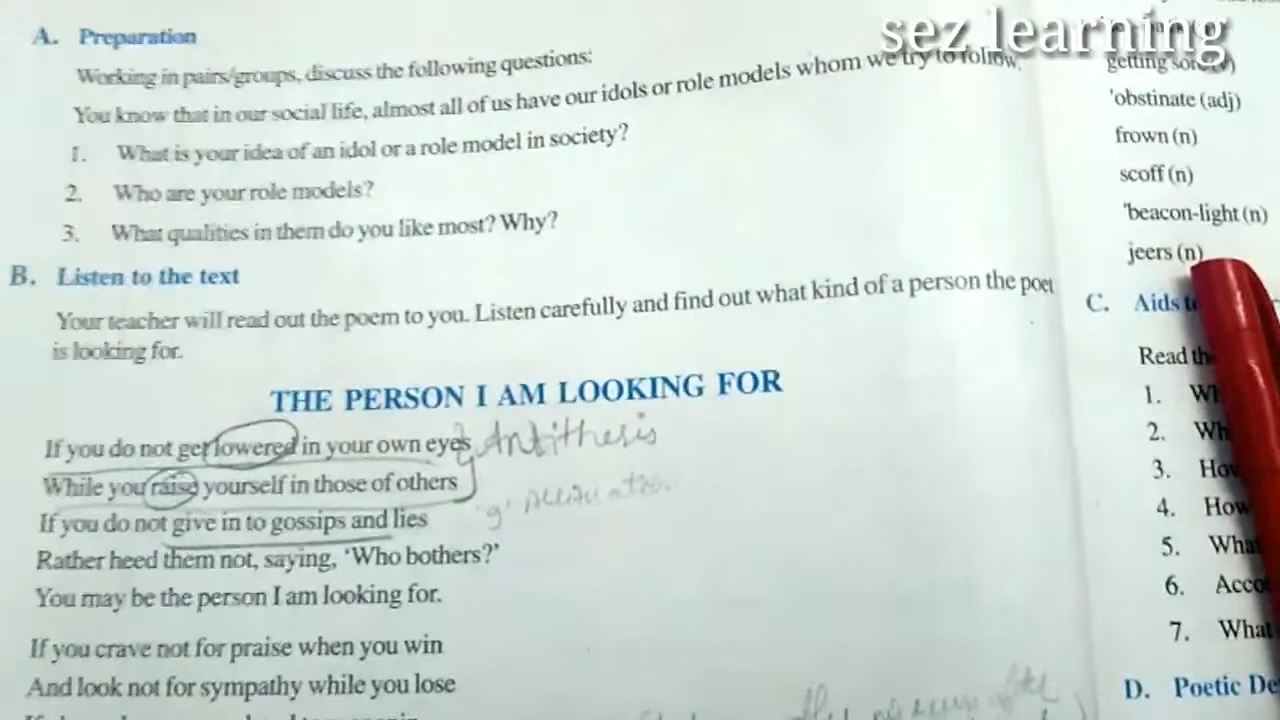 sez learning
A. Preparation
Working in pairs/groups, discuss the following questions:
You know that in our social life, almost all of us have our idols or role models whom we try to follow.
1. What is your idea of an idol or a role model in society?
2. Who are your role models?
3. What qualities in them do you like most? Why?
B. Listen to the text
Your teacher will read out the poem to you. Listen carefully and find out what kind of a person the poet
is looking for.
THE PERSON I AM LOOKING FOR
If you do not get lowered in your own eyes Antithesis
While you raise yourself in those of others
If you do not give in to gossips and lies 'g'
Rather heed them not, saying, 'Who bothers?'
You may be the person I am looking for.
If you crave not for praise when you win
And look not for sympathy while you lose
getting
'obstinate (adj)
frown (n)
scoff (n)
'beacon-light (n)
jeers (n)
C. Aids
Read
1.
2.
3.
4. How
5.
6.
7. What
D. Poetic